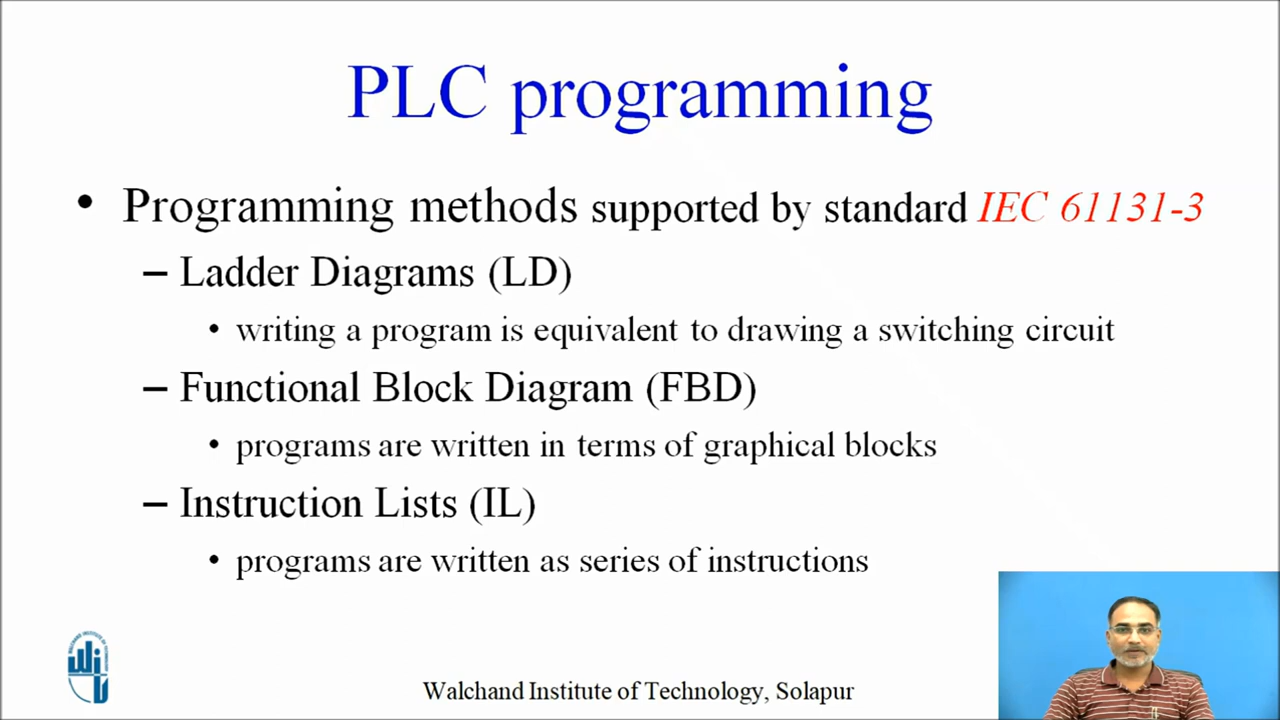 PLC programming
• Programming methods supported by standard IEC 61131-3
– Ladder Diagrams (LD)
• writing a program is equivalent to drawing a switching circuit
– Functional Block Diagram (FBD)
• programs are written in terms of graphical blocks
– Instruction Lists (IL)
• programs are written as series of instructions
Walchand Institute of Technology, Solapur